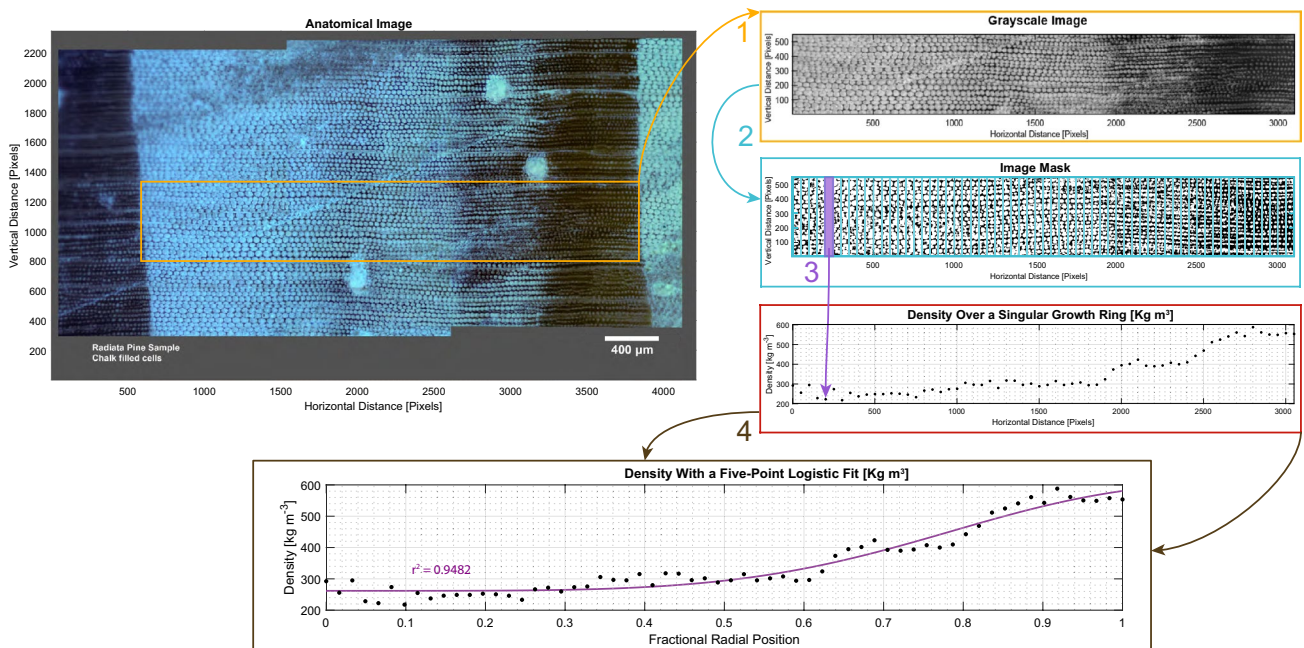 Anatomical Image
Vertical Distance [Pixels]
2200
2000
1800
1600
1400
1200
1000
800
600
400
200
Radiata Pine Sample
Chalk filled cells
400 µm
500 1000 1500 2000 2500 3000 3500 4000
Horizontal Distance [Pixels]
1
Grayscale Image
Vertical Distance [Pixels]
500
400
300
200
100
500 1000 1500 2000 2500 3000
Horizontal Distance [Pixels]
2
Image Mask
Vertical Distance [Pixels]
500
400
300
200
100
500 1000 1500 2000 2500 3000
Horizontal Distance [Pixels]
3
Density Over a Singular Growth Ring [Kg m³]
Density [kg m⁻³]
600
500
400
300
200
0 500 1000 1500 2000 2500 3000
Horizontal Distance [Pixels]
4
Density With a Five-Point Logistic Fit [Kg m³]
Density [kg m⁻³]
600
500
400
300
200
r² = 0.9482
0 0.1 0.2 0.3 0.4 0.5 0.6 0.7 0.8 0.9 1
Fractional Radial Position